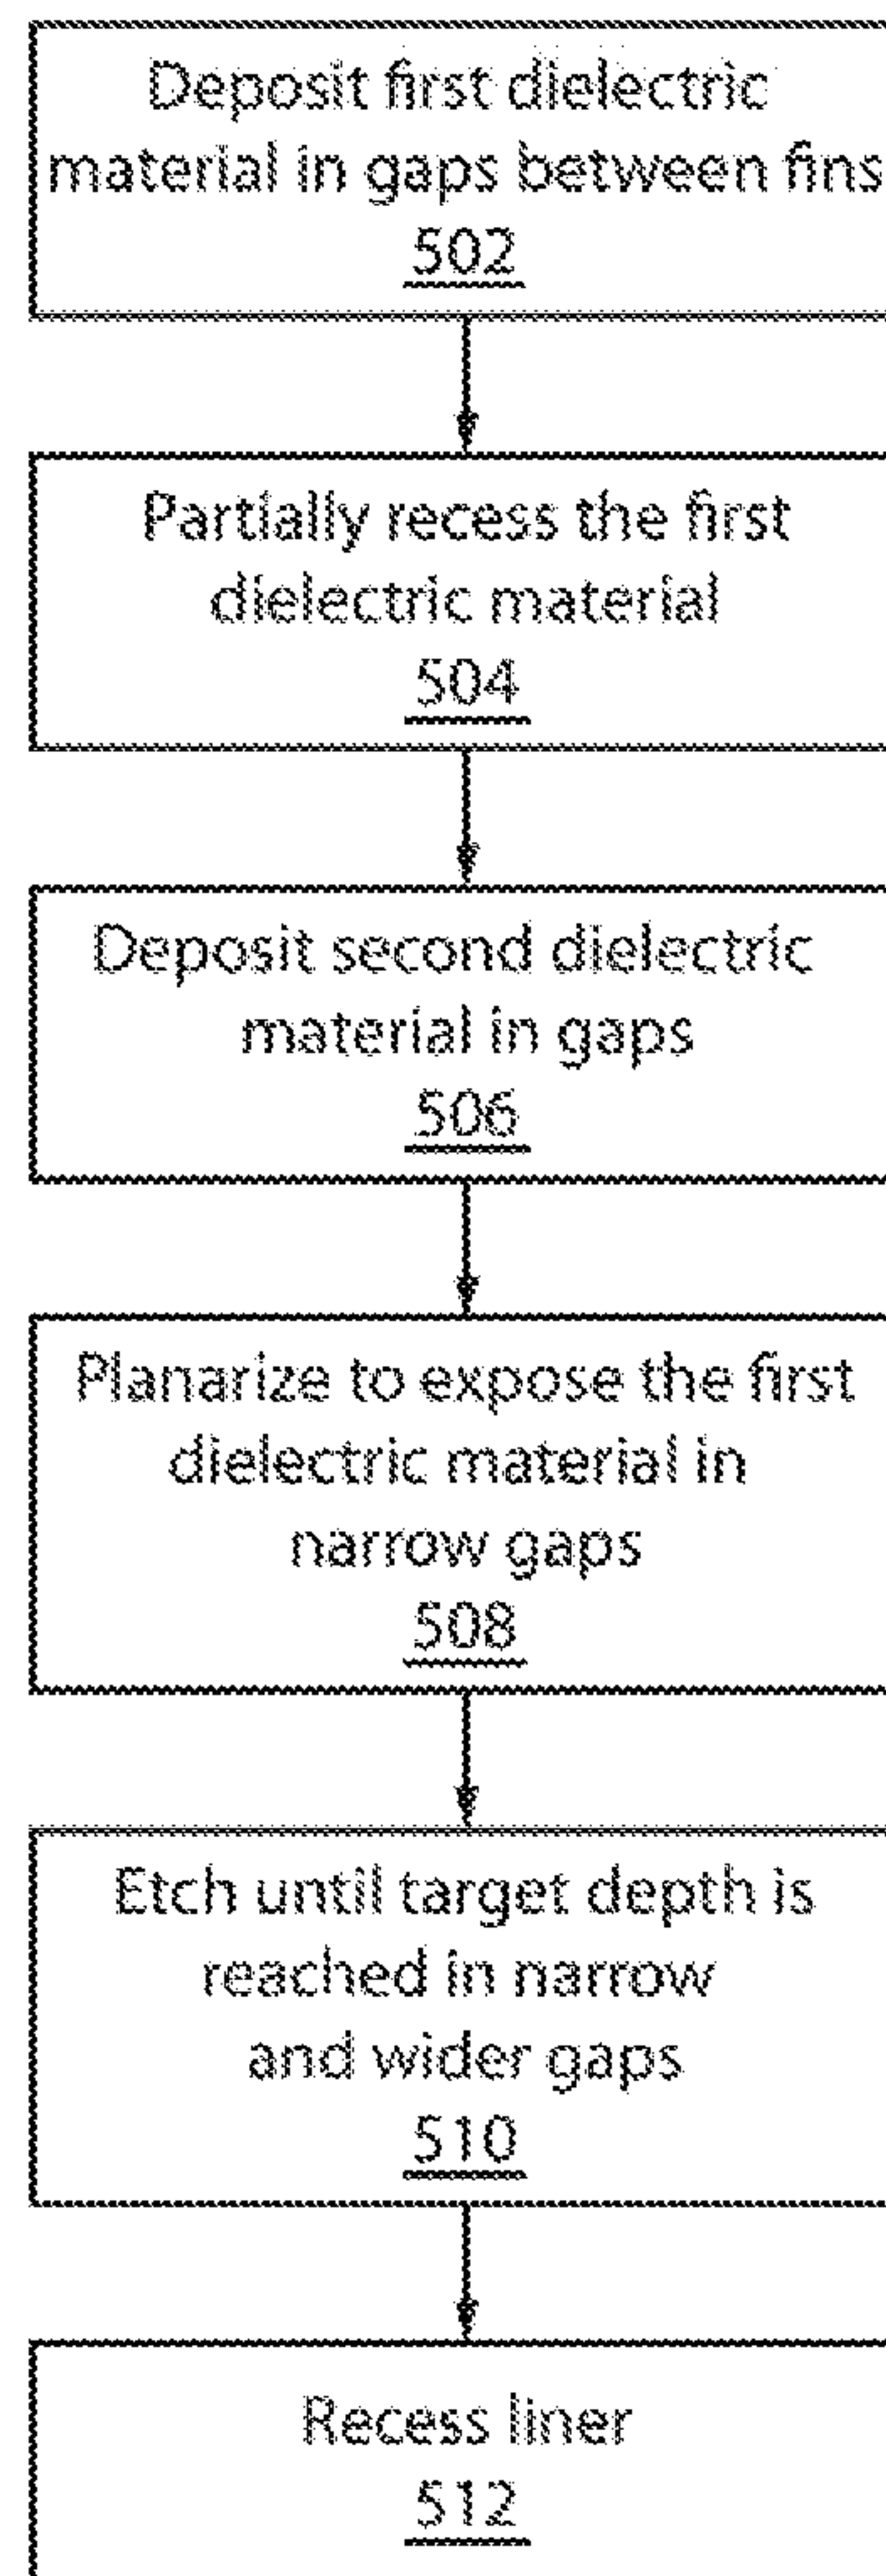 Deposit first dielectric
material in gaps between fins
502
Partially recess the first
dielectric material
504
Deposit second dielectric
material in gaps
506
Planarize to expose the first
dielectric material in
narrow gaps
508
Etch until target depth is
reached in narrow
and wider gaps
510
Recess liner
512